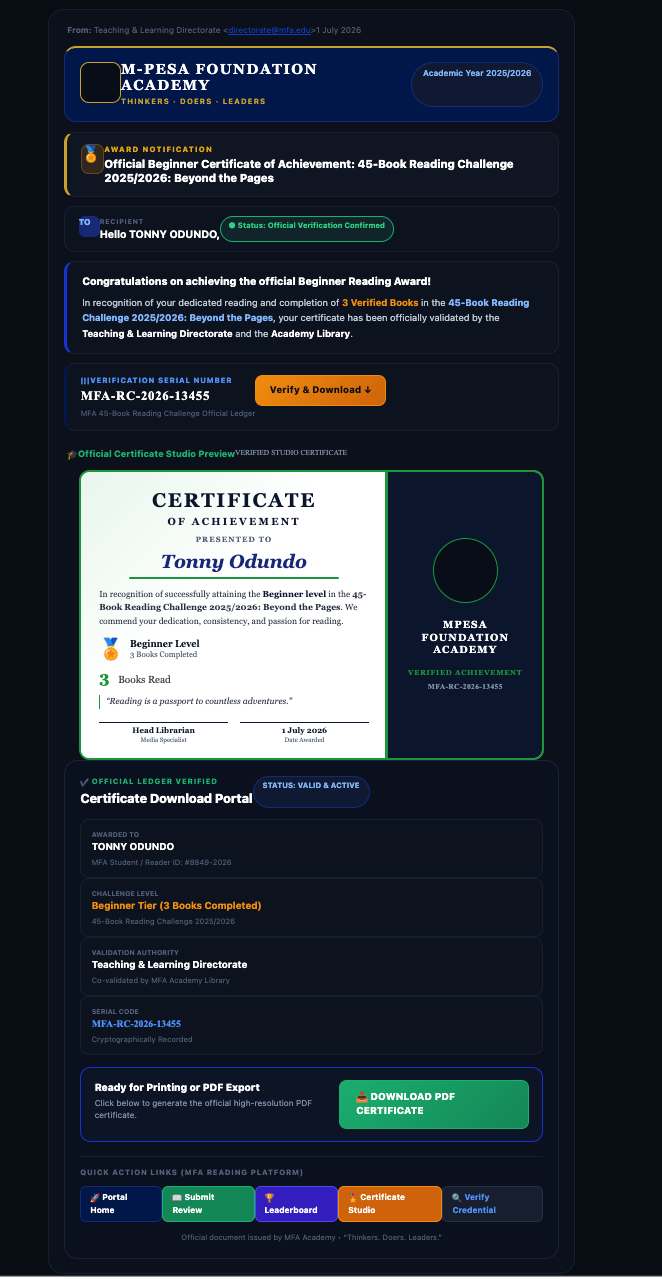 From: Teaching & Learning Directorate <directorate@mfa.edu>1 July 2026
M-PESA FOUNDATION
ACADEMY
THINKERS · DOERS · LEADERS
Academic Year 2025/2026
AWARD NOTIFICATION
Official Beginner Certificate of Achievement: 45-Book Reading Challenge
2025/2026: Beyond the Pages
TO
RECIPIENT
Hello TONNY ODUNDO,
Status: Official Verification Confirmed
Congratulations on achieving the official Beginner Reading Award!
In recognition of your dedicated reading and completion of 3 Verified Books in the 45-Book Reading
Challenge 2025/2026: Beyond the Pages, your certificate has been officially validated by the
Teaching & Learning Directorate and the Academy Library.
|||VERIFICATION SERIAL NUMBER
MFA-RC-2026-13455
MFA 45-Book Reading Challenge Official Ledger
Verify & Download ↓
Official Certificate Studio PreviewVERIFIED STUDIO CERTIFICATE
CERTIFICATE
OF ACHIEVEMENT
PRESENTED TO
Tonny Odundo
In recognition of successfully attaining the Beginner level in the 45-
Book Reading Challenge 2025/2026: Beyond the Pages. We
commend your dedication, consistency, and passion for reading.
Beginner Level
3 Books Completed
3 Books Read
“Reading is a passport to countless adventures.”
Head Librarian
Media Specialist
1 July 2026
Date Awarded
MPESA
FOUNDATION
ACADEMY
VERIFIED ACHIEVEMENT
MFA-RC-2026-13455
✔ OFFICIAL LEDGER VERIFIED
Certificate Download Portal
STATUS: VALID & ACTIVE
AWARDED TO
TONNY ODUNDO
MFA Student / Reader ID: #8849-2026
CHALLENGE LEVEL
Beginner Tier (3 Books Completed)
45-Book Reading Challenge 2025/2026
VALIDATION AUTHORITY
Teaching & Learning Directorate
Co-validated by MFA Academy Library
SERIAL CODE
MFA-RC-2026-13455
Cryptographically Recorded
Ready for Printing or PDF Export
Click below to generate the official high-resolution PDF
certificate.
DOWNLOAD PDF
CERTIFICATE
QUICK ACTION LINKS (MFA READING PLATFORM)
Portal
Home
Submit
Review
Leaderboard
Certificate
Studio
Verify
Credential
Official document issued by MFA Academy • "Thinkers. Doers. Leaders."